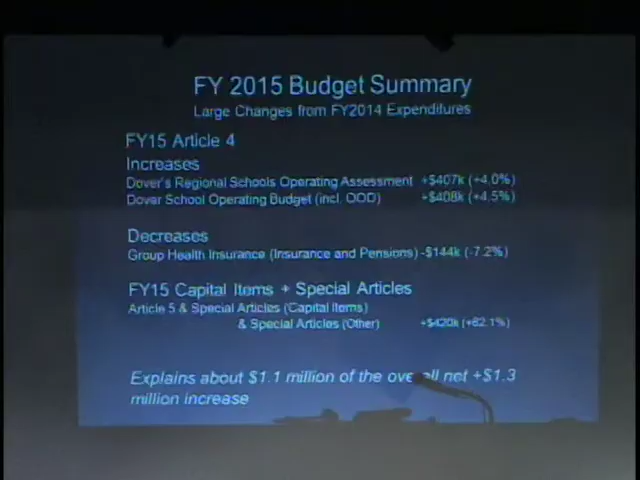 FY 2015 Budget Summary
Large Changes from FY2014 Expenditures
FY15 Article 4
Increases
Dover's Regional Schools Operating Assessment +$407k (+4.0%)
Dover School Operating Budget (incl. OOD) +$408k (+4.5%)
Decreases
Group Health Insurance (Insurance and Pensions) -$144k (-7.2%)
FY15 Capital Items + Special Articles
Article 5 & Special Articles (Capital Items)
& Special Articles (Other) +$420k (+62.1%)
Explains about $1.1 million of the overall net +$1.3
million increase